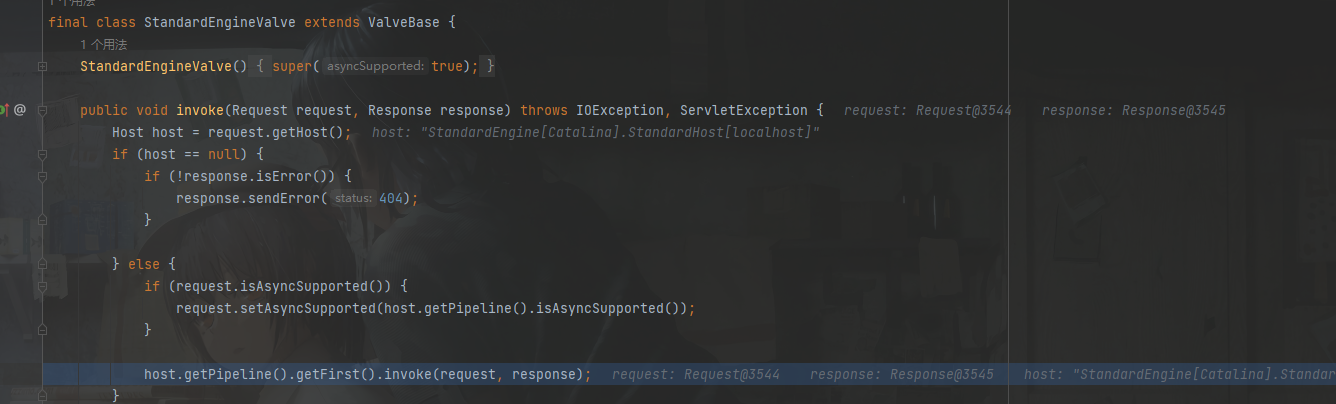 1 个用法
final class StandardEngineValve extends ValveBase {
1 个用法
StandardEngineValve() { super( asyncSupported: true); }
public void invoke(Request request, Response response) throws IOException, ServletException { request: Request@3544 response: Response@3545
Host host = request.getHost(); host: "StandardEngine[Catalina].StandardHost[localhost]"
if (host == null) {
if (!response.isError()) {
response.sendError( status: 404);
}
} else {
if (request.isAsyncSupported()) {
request.setAsyncSupported(host.getPipeline().isAsyncSupported());
}
host.getPipeline().getFirst().invoke(request, response); request: Request@3544 response: Response@3545 host: "StandardEngine[Catalina].Standar
}